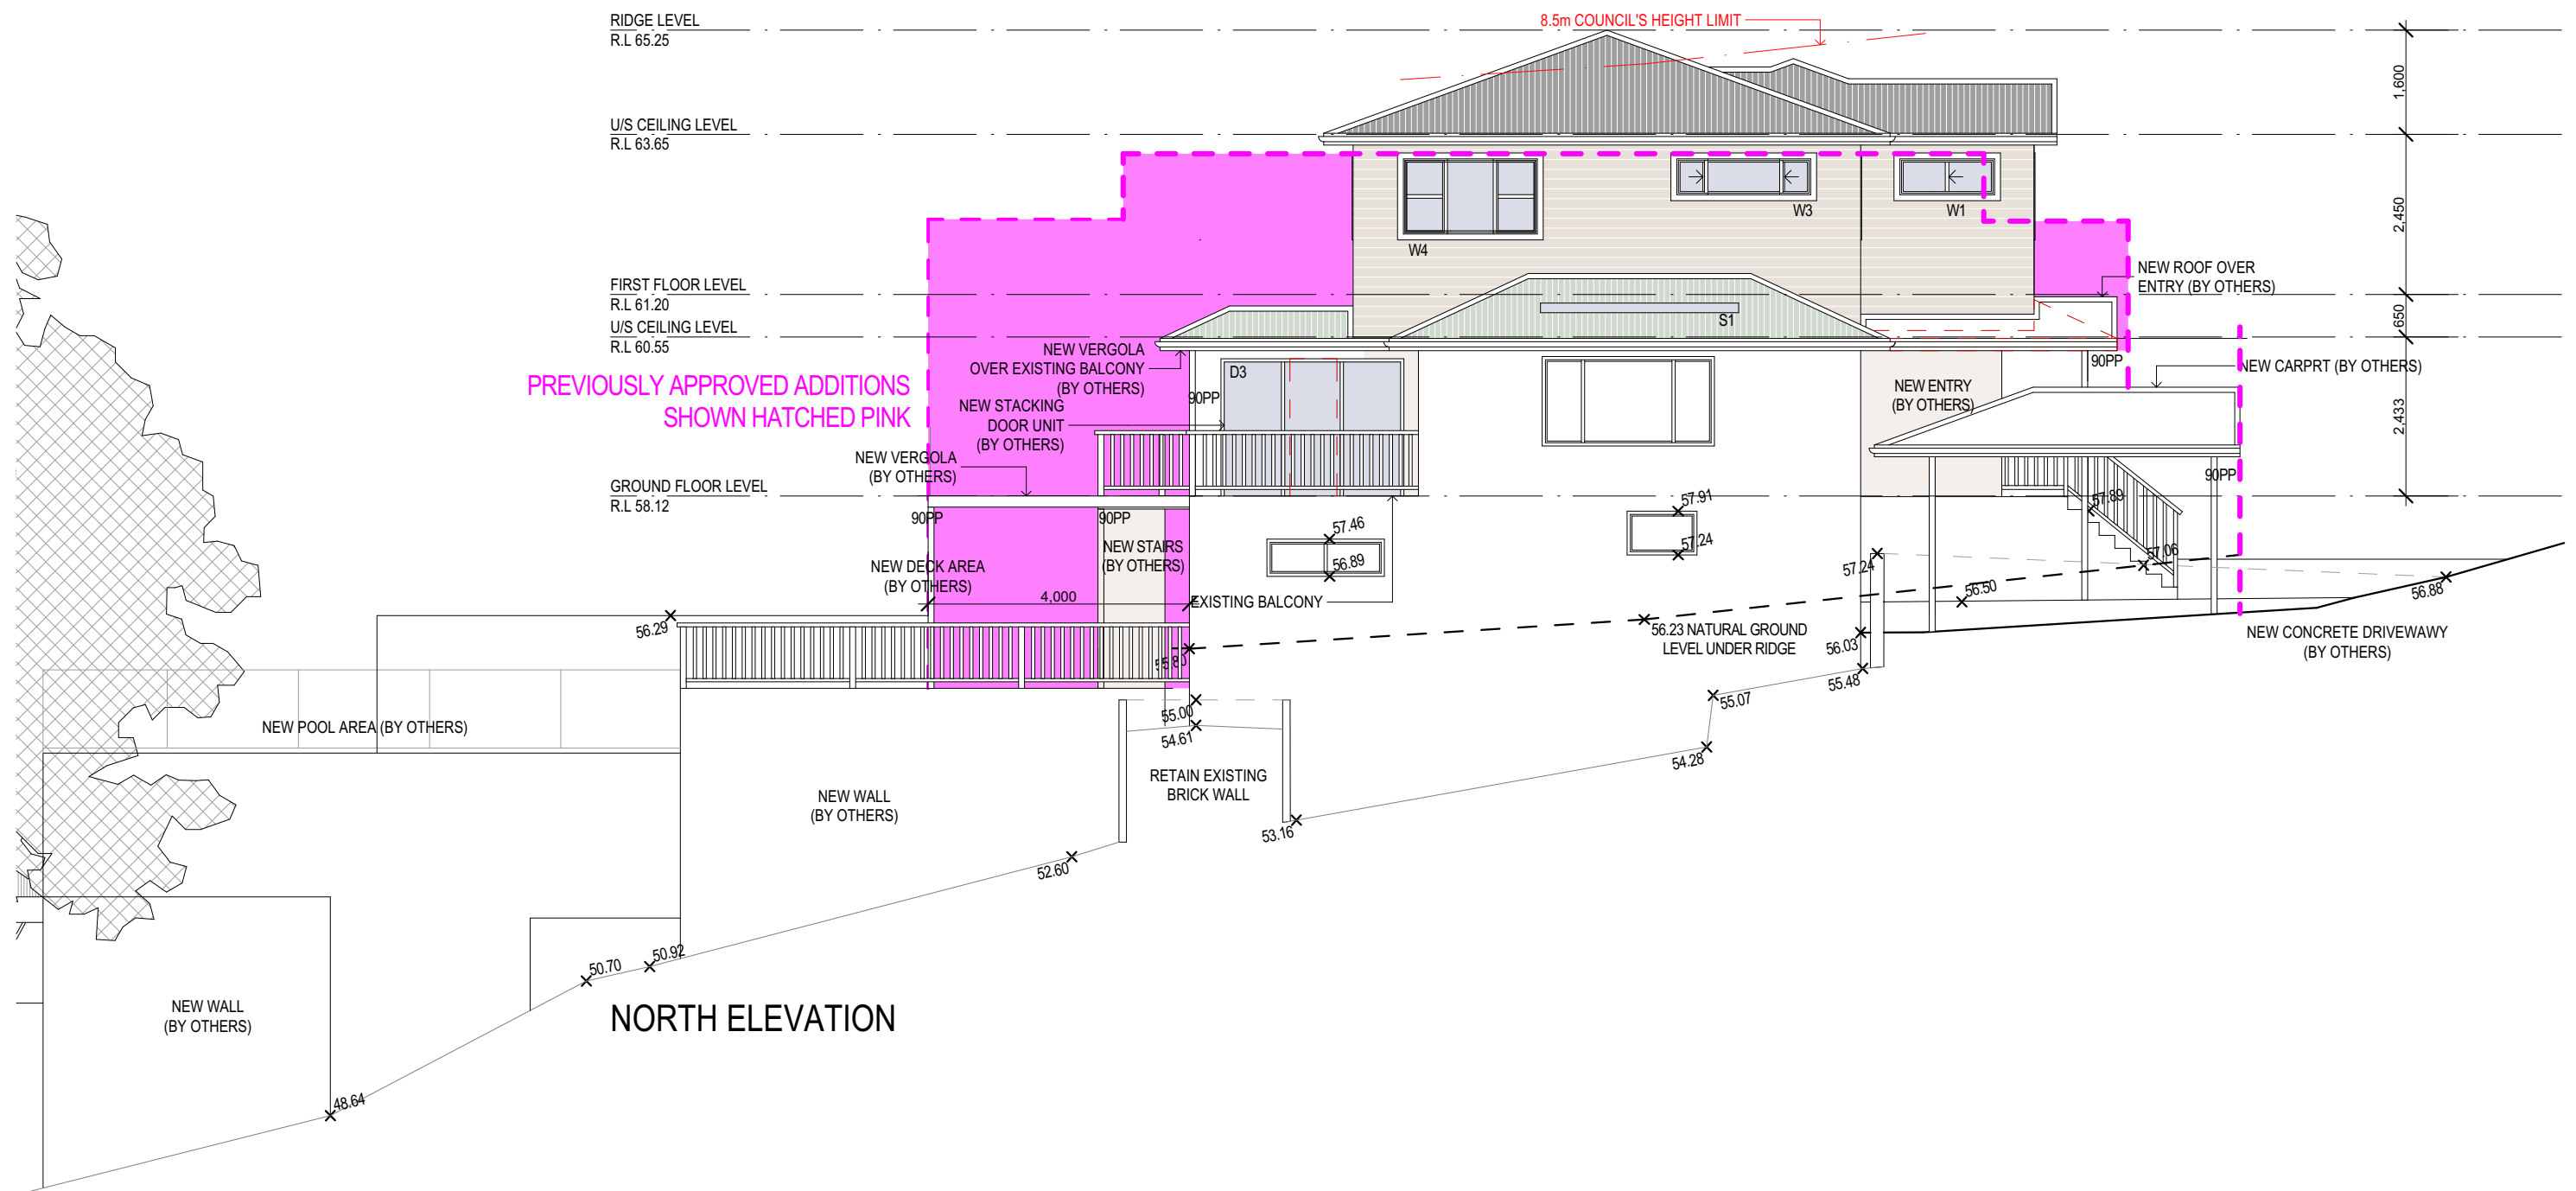 RIDGE LEVEL
R.L 65.25
8.5m COUNCIL'S HEIGHT LIMIT
1,600
U/S CEILING LEVEL
R.L 63.65
W4
W3
W1
2,450
FIRST FLOOR LEVEL
R.L 61.20
NEW ROOF OVER
ENTRY (BY OTHERS)
S1
650
U/S CEILING LEVEL
R.L 60.55
NEW VERGOLA
OVER EXISTING BALCONY
(BY OTHERS)
PREVIOUSLY APPROVED ADDITIONS
SHOWN HATCHED PINK
NEW STACKING
DOOR UNIT
(BY OTHERS)
D3
90PP
90PP
NEW CARPRT (BY OTHERS)
NEW ENTRY
(BY OTHERS)
2,433
NEW VERGOLA
(BY OTHERS)
90PP
GROUND FLOOR LEVEL
R.L 58.12
90PP
90PP
57.91
57.24
57.89
57.46
56.89
NEW STAIRS
(BY OTHERS)
NEW DECK AREA
(BY OTHERS)
4,000
EXISTING BALCONY
57.24
57.06
56.50
56.88
56.29
55.80
56.23 NATURAL GROUND
LEVEL UNDER RIDGE
56.03
NEW CONCRETE DRIVEWAWY
(BY OTHERS)
55.48
55.07
55.00
54.61
54.28
NEW POOL AREA (BY OTHERS)
RETAIN EXISTING
BRICK WALL
NEW WALL
(BY OTHERS)
53.16
52.60
50.92
50.70
NEW WALL
(BY OTHERS)
NORTH ELEVATION
48.64